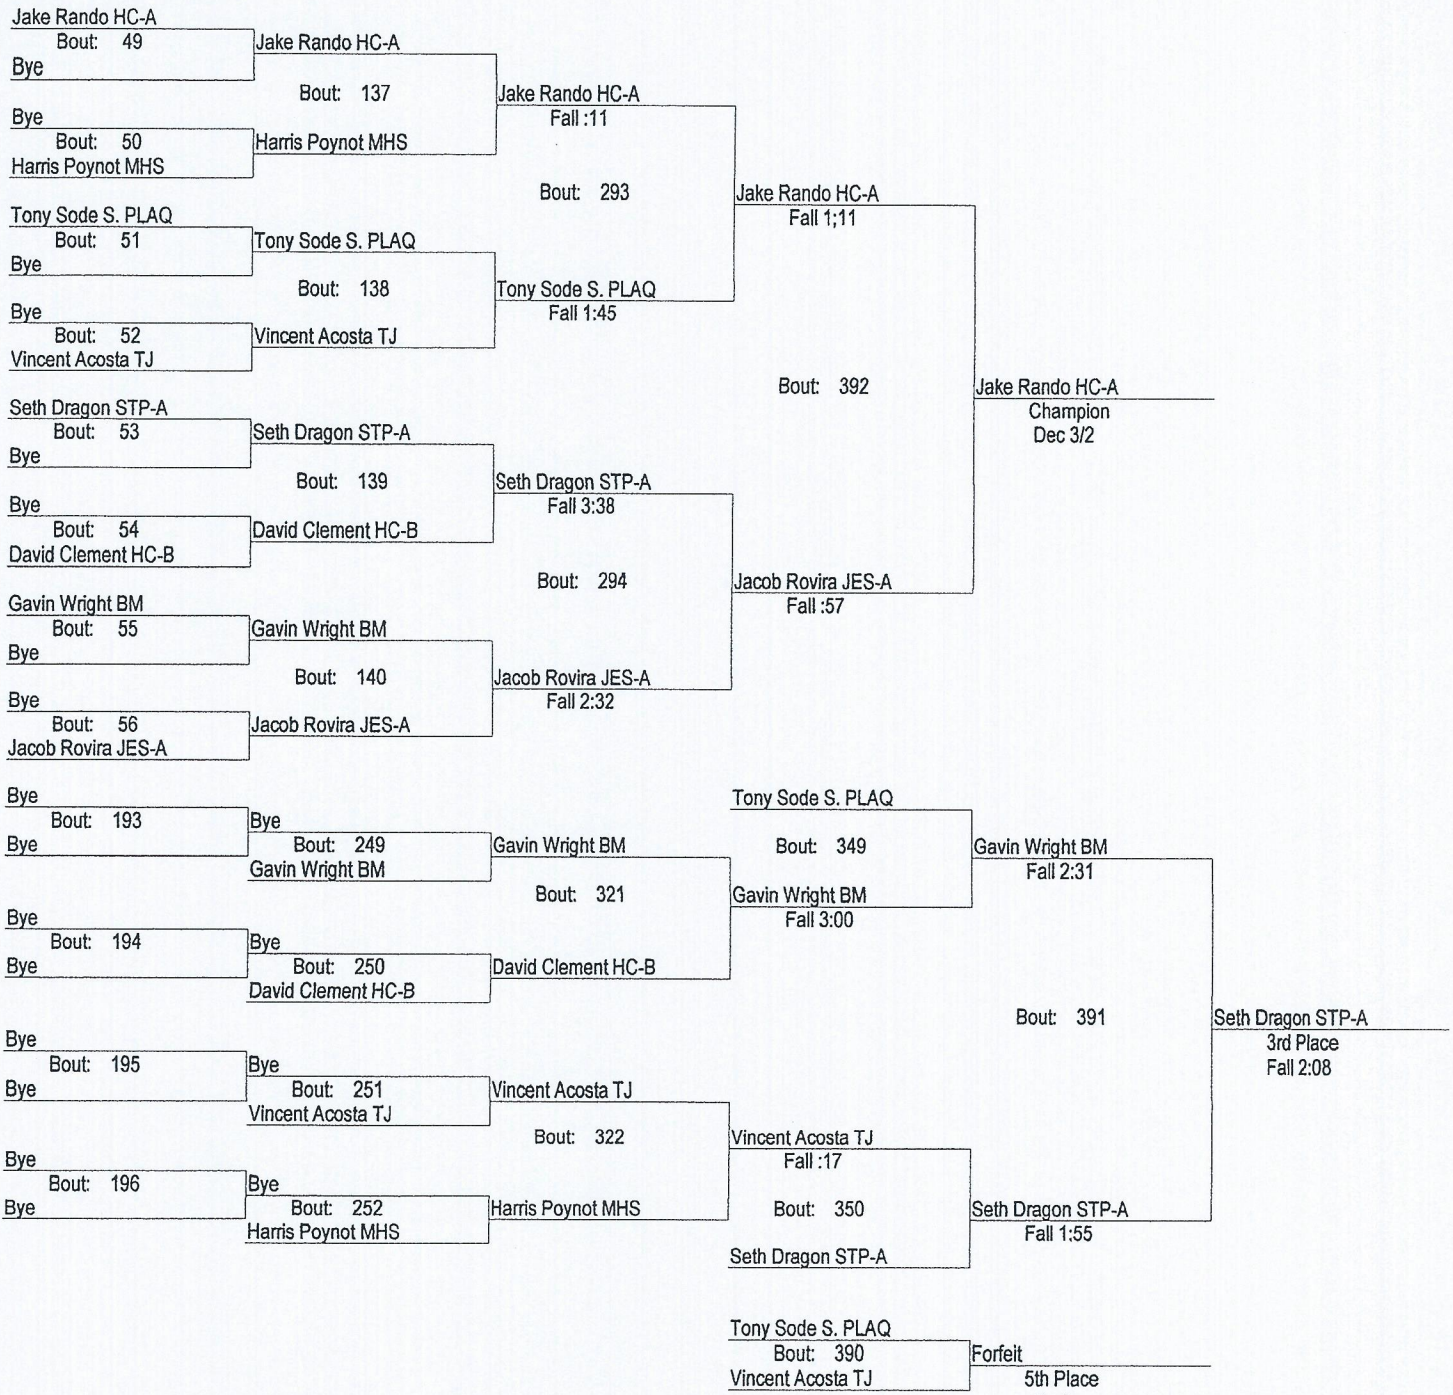 Jake Rando HC-A
Bout: 49
Bye
Jake Rando HC-A
Bout: 137
Bye
Bout: 50
Harris Poynot MHS
Harris Poynot MHS
Jake Rando HC-A
Fall :11
Bout: 293
Tony Sode S. PLAQ
Bout: 51
Bye
Tony Sode S. PLAQ
Bout: 138
Bye
Bout: 52
Vincent Acosta TJ
Vincent Acosta TJ
Tony Sode S. PLAQ
Fall 1:45
Jake Rando HC-A
Fall 1;11
Bout: 392
Seth Dragon STP-A
Bout: 53
Bye
Seth Dragon STP-A
Bout: 139
Bye
Bout: 54
David Clement HC-B
David Clement HC-B
Seth Dragon STP-A
Fall 3:38
Bout: 294
Gavin Wright BM
Bout: 55
Bye
Gavin Wright BM
Bout: 140
Bye
Bout: 56
Jacob Rovira JES-A
Jacob Rovira JES-A
Jacob Rovira JES-A
Fall 2:32
Jacob Rovira JES-A
Fall :57
Jake Rando HC-A
Champion
Dec 3/2
Bye
Bout: 193
Bye
Bye
Bout: 249
Gavin Wright BM
Gavin Wright BM
Bout: 321
Bye
Bout: 194
Bye
Bye
Bout: 250
David Clement HC-B
David Clement HC-B
Tony Sode S. PLAQ
Bout: 349
Gavin Wright BM
Fall 3:00
Gavin Wright BM
Fall 2:31
Bout: 391
Bye
Bout: 195
Bye
Bye
Bout: 251
Vincent Acosta TJ
Vincent Acosta TJ
Bout: 322
Bye
Bout: 196
Bye
Bye
Bout: 252
Harris Poynot MHS
Harris Poynot MHS
Vincent Acosta TJ
Fall :17
Bout: 350
Seth Dragon STP-A
Seth Dragon STP-A
Fall 1:55
Seth Dragon STP-A
3rd Place
Fall 2:08
Tony Sode S. PLAQ
Bout: 390
Vincent Acosta TJ
Forfeit
5th Place